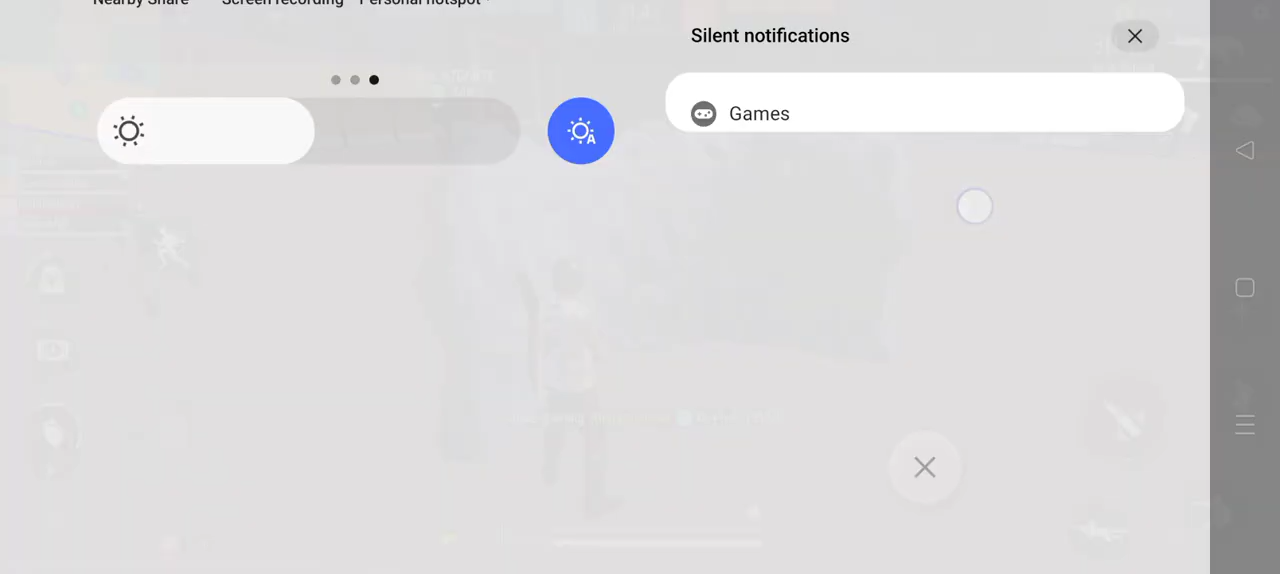 Nearby Share Screen recording Personal hotspot
Silent notifications
Games